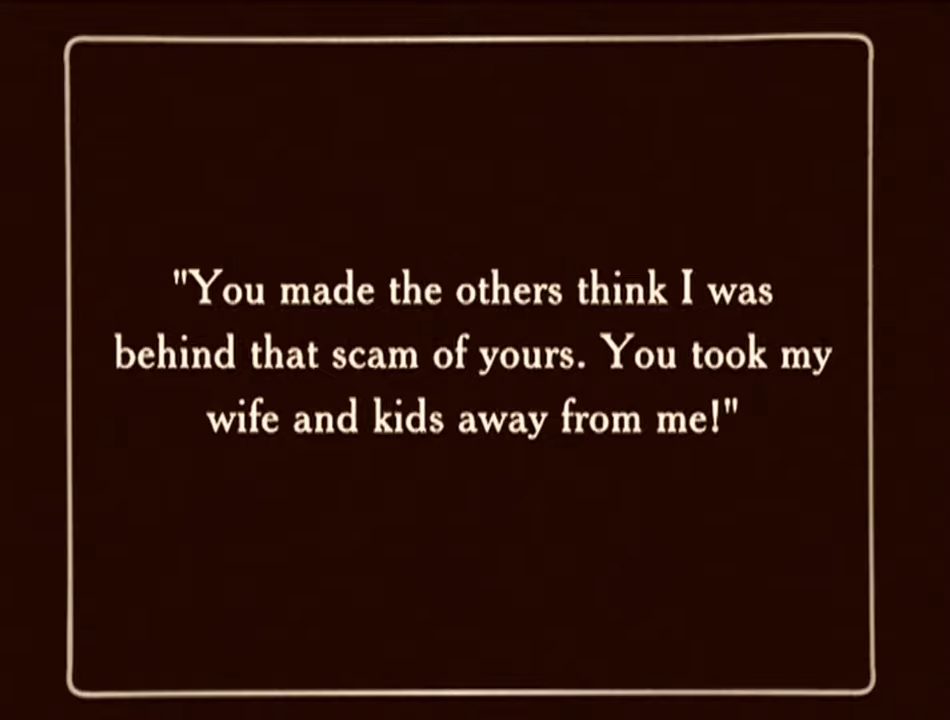 "You made the others think I was
behind that scam of yours. You took my
wife and kids away from me!"